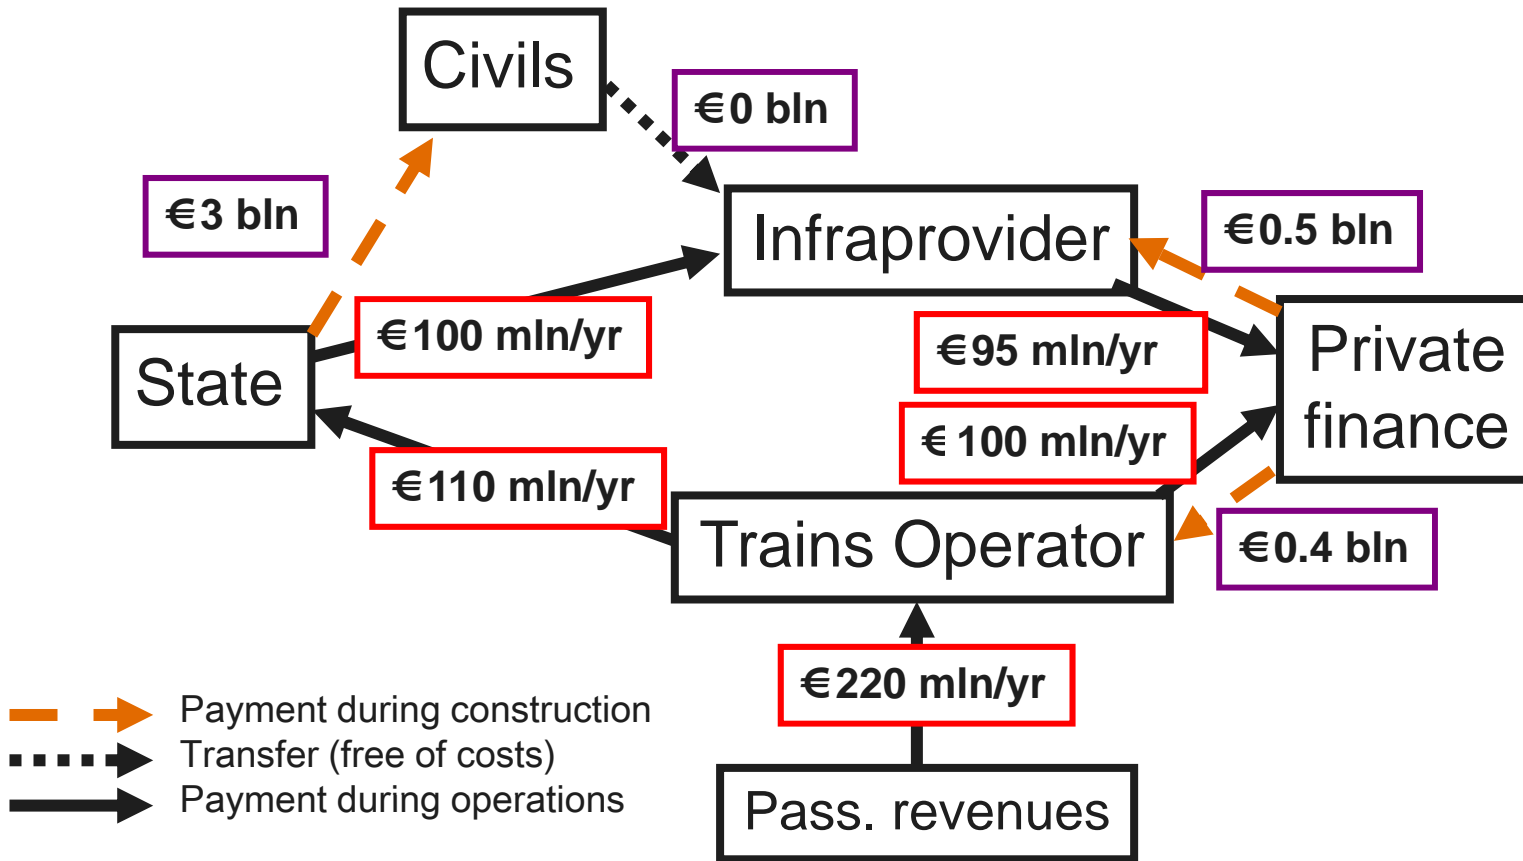 Civils
€0 bln
€3 bln
Infraprovider
€0.5 bln
€100 mln/yr
€95 mln/yr
State
Private
finance
€110 mln/yr
€ 100 mln/yr
Trains Operator
€0.4 bln
€220 mln/yr
Payment during construction
Transfer (free of costs)
Payment during operations
Pass. revenues